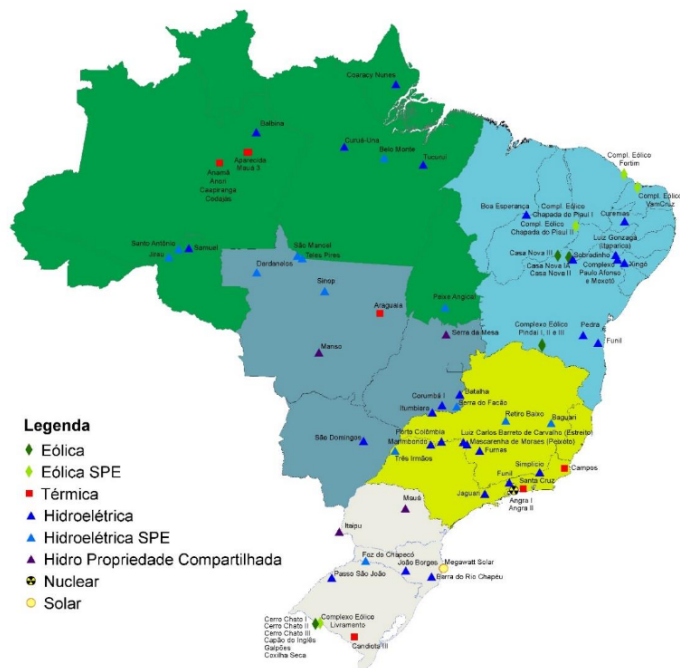 Coaracy Nunes
Balbina
Aparecida
Mauá 3
Anamã
Anori
Caapiranga
Codajás
Curuá-Una
Belo Monte
Tucuruí
Compl. Eólico
Fortim
Compl. Eólico
VamCruz
Boa Esperança
Compl. Eólico
Chapada do Piauí I
Compl. Eólico
Chapada do Piauí II
Curemas
Luiz Gonzaga
(Itaparica)
Casa Nova III
Casa Nova IA
Casa Nova II
Sobradinho
Complexo
Paulo Afonso
e Moxotó
Xingó
Santo Antônio
Jirau
Samuel
São Manoel
Teles Pires
Dardanelos
Sinop
Araguaia
Peixe Angical
Serra da Mesa
Manso
Complexo Eólico
Pindaí I, II e III
Pedra
Funil
Batalha
Corumbá I
Itumbiara
Serra do Facão
Retiro Baixo
Baguari
São Domingos
Porto Colômbia
Marimbondo
Luiz Carlos Barreto de Carvalho (Estreito)
Mascarenha de Moraes (Peixoto)
Furnas
Três Irmãos
Simplício
Funil
Santa Cruz
Campos
Jaguari
Angra I
Angra II
Mauá
Itaipu
Foz do Chapecó
João Borges
Megawatt Solar
Passo São João
Barra do Rio Chapéu
Cerro Chato I
Cerro Chato II
Cerro Chato III
Capão do Inglês
Galpões
Coxilha Seca
Complexo Eólico
Livramento
Candiota III
Legenda
Eólica
Eólica SPE
Térmica
Hidroelétrica
Hidroelétrica SPE
Hidro Propriedade Compartilhada
Nuclear
Solar